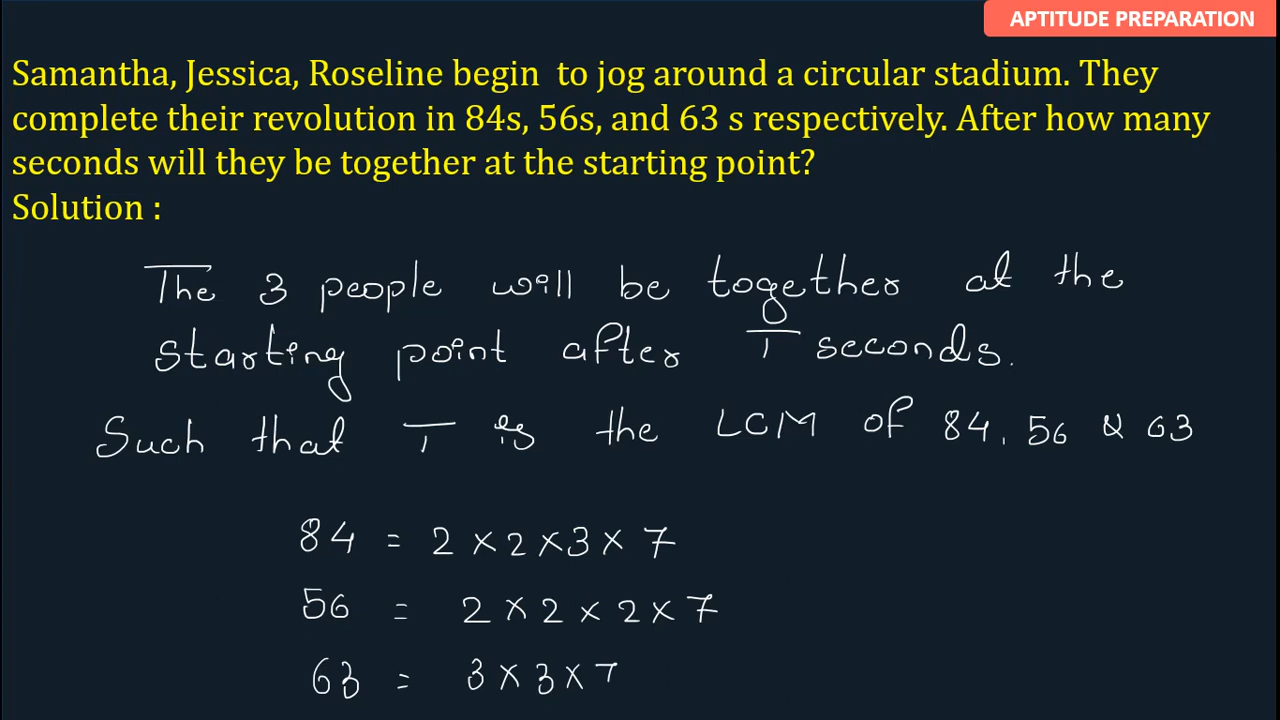 APTITUDE PREPARATION
Samantha, Jessica, Roseline begin to jog around a circular stadium. They
complete their revolution in 84s, 56s, and 63 s respectively. After how many
seconds will they be together at the starting point?
Solution :
The 3 people will be together at the
starting point after T seconds.
Such that T is the LCM of 84, 56 & 63
84 = 2 × 2 × 3 × 7
56 = 2 × 2 × 2 × 7
63 = 3 × 3 × 7